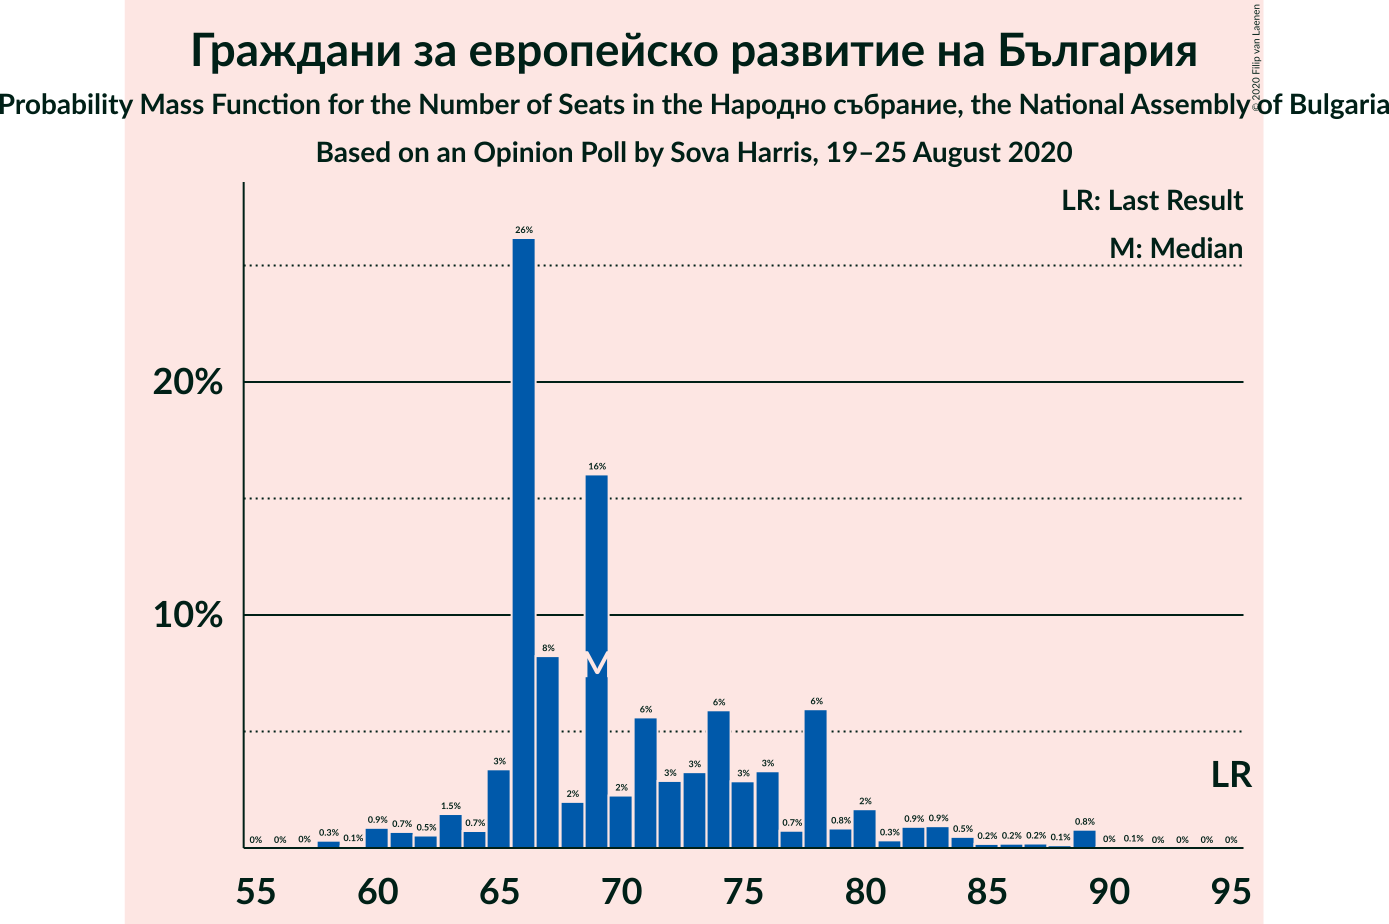 Граждани за европейско развитие на България
Probability Mass Function for the Number of Seats in the Народно събрание, the National Assembly of Bulgaria
Based on an Opinion Poll by Sova Harris, 19–25 August 2020
© 2020 Filip van Laenen
LR: Last Result
M: Median
20%
10%
0% 0% 0% 0.3% 0.1% 0.9% 0.7% 0.5% 1.5% 0.7% 3% 26% 8% 2% 16% 2% 6% 3% 3% 6% 3% 3% 0.7% 6% 0.8% 2% 0.3% 0.9% 0.9% 0.5% 0.2% 0.2% 0.2% 0.1% 0.8% 0% 0.1% 0% 0% 0% 0%
M
LR
55 60 65 70 75 80 85 90 95